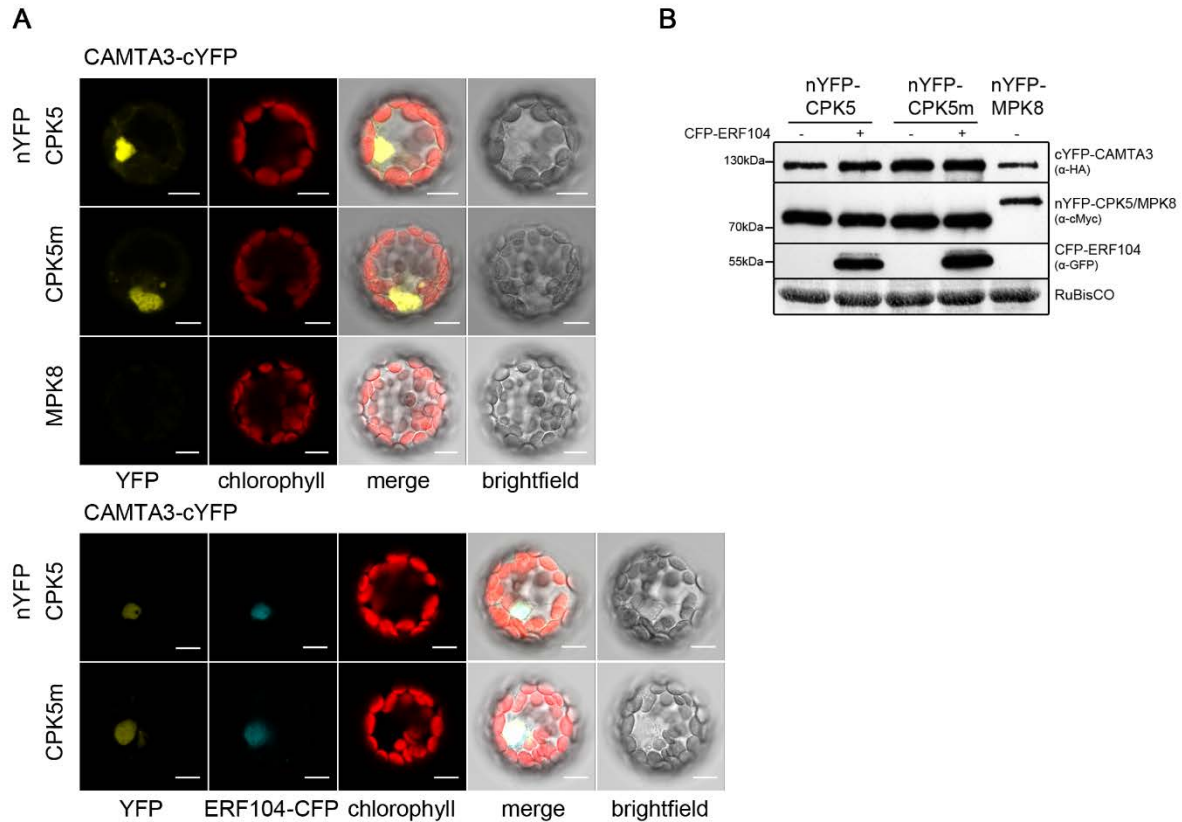 A
CAMTA3-cYFP
nYFP
CPK5
CPK5m
MPK8
YFP chlorophyll merge brightfield
CAMTA3-cYFP
nYFP
CPK5
CPK5m
YFP ERF104-CFP chlorophyll merge brightfield
B
nYFP- nYFP- nYFP-
CPK5 CPK5m MPK8
CFP-ERF104 - + - + -
130kDa cYFP-CAMTA3
(α-HA)
nYFP-CPK5/MPK8
70kDa (α-cMyc)
55kDa CFP-ERF104
(α-GFP)
RuBisCO